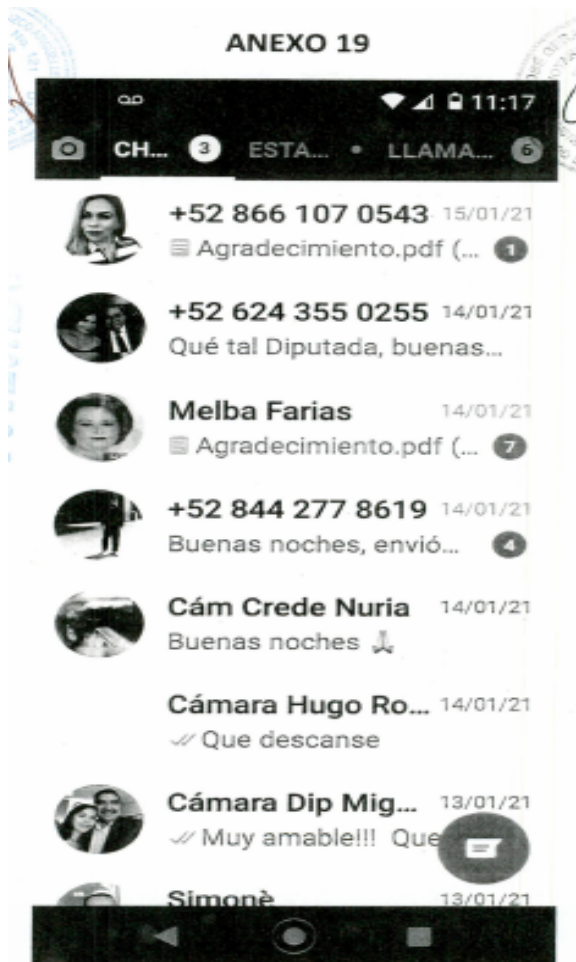 ANEXO 19
11:17
CH... 3 ESTA... • LLAMA... 6
+52 866 107 0543 15/01/21
Agradecimiento.pdf (... 1
+52 624 355 0255 14/01/21
Qué tal Diputada, buenas...
Melba Farias 14/01/21
Agradecimiento.pdf (... 7
+52 844 277 8619 14/01/21
Buenas noches, envió... 4
Cám Crede Nuria 14/01/21
Buenas noches 🙏
Cámara Hugo Ro... 14/01/21
Que descanse
Cámara Dip Mig... 13/01/21
Muy amable!!! Que
Simonè 13/01/21